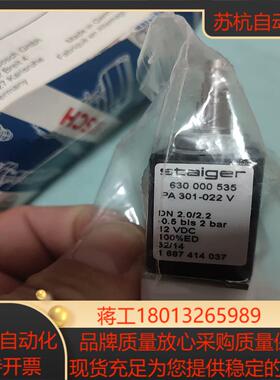 苏杭自动
staiger
630 000 535
PA 301-022 V
DN 2.0/2.2
-0.5 bis 2 bar
12 VDC
100%ED
32/14
1 687 414 037
蒋工18013265989
自动化
品牌质量放心采购质量保
开票
现货充足为您提供稳定的